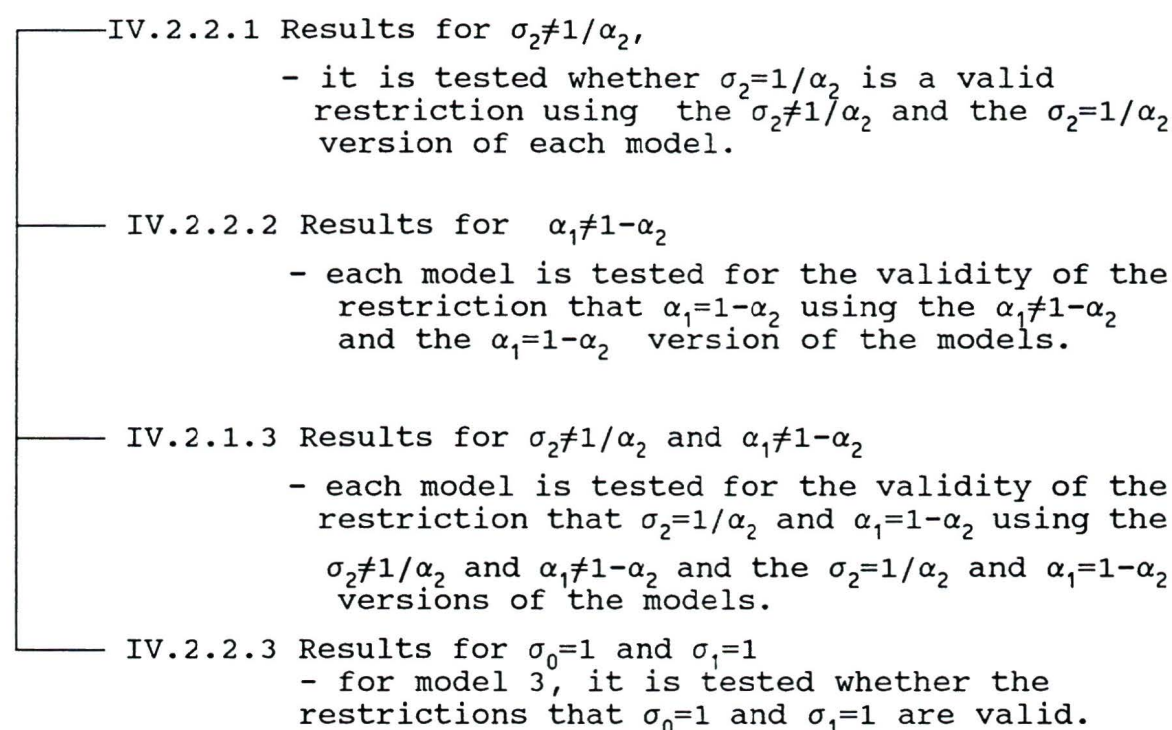 IV.2.2.1 Results for σ₂≠1/α₂,
- it is tested whether σ₂=1/α₂ is a valid
restriction using the σ₂≠1/α₂ and the σ₂=1/α₂
version of each model.
IV.2.2.2 Results for α₁≠1-α₂
- each model is tested for the validity of the
restriction that α₁=1-α₂ using the α₁≠1-α₂
and the α₁=1-α₂ version of the models.
IV.2.1.3 Results for σ₂≠1/α₂ and α₁≠1-α₂
- each model is tested for the validity of the
restriction that σ₂=1/α₂ and α₁=1-α₂ using the
σ₂≠1/α₂ and α₁≠1-α₂ and the σ₂=1/α₂ and α₁=1-α₂
versions of the models.
IV.2.2.3 Results for σ₀=1 and σ₁=1
- for model 3, it is tested whether the
restrictions that σ₀=1 and σ₁=1 are valid.